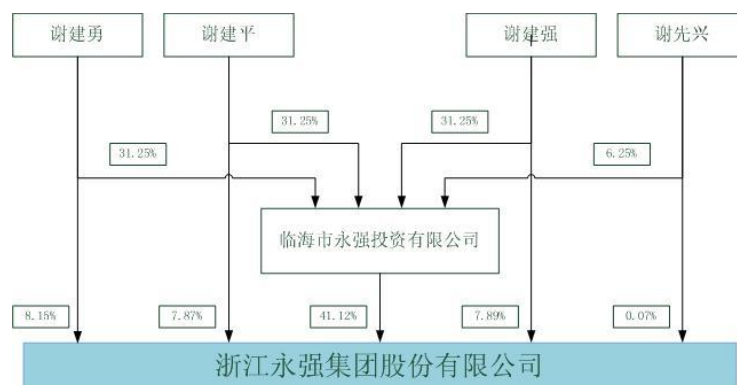 谢建勇 谢建平 谢建强 谢先兴
31.25% 31.25%
31.25% 6.25%
临海市永强投资有限公司
8.15% 7.87% 41.12% 7.89% 0.07%
浙江永强集团股份有限公司